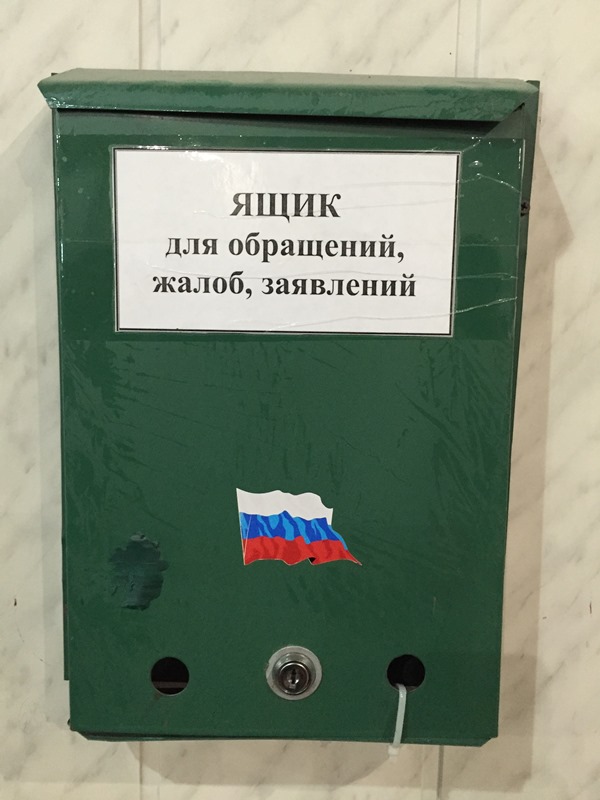 ЯЩИК
для обращений,
жалоб, заявлений